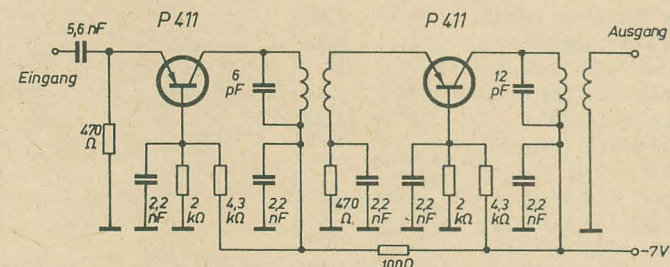 P 411
P 411
5,6 nF
Ausgang
Eingang
6
pF
12
pF
470
Ω
2,2
nF
2
kΩ
4,3
kΩ
2,2
nF
470
Ω
2,2
nF
2,2
nF
2
kΩ
4,3
kΩ
2,2
nF
-7V
100Ω